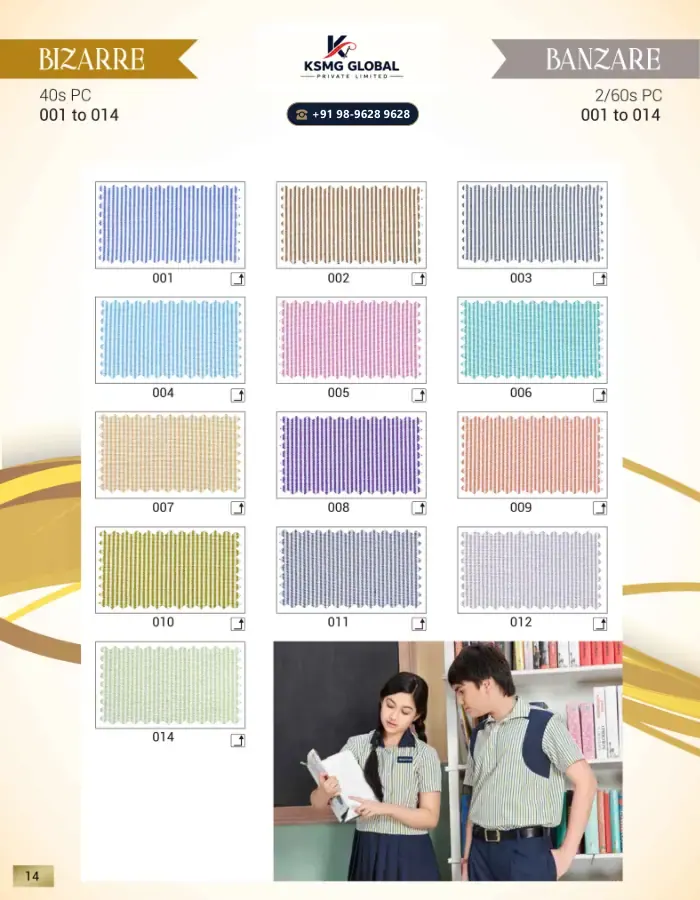 BIZARRE
40s PC
001 to 014
KSMG GLOBAL
PRIVATE LIMITED
+91 98-9628 9628
BANZARE
2/60s PC
001 to 014
001
002
003
004
005
006
007
008
009
010
011
012
014
14